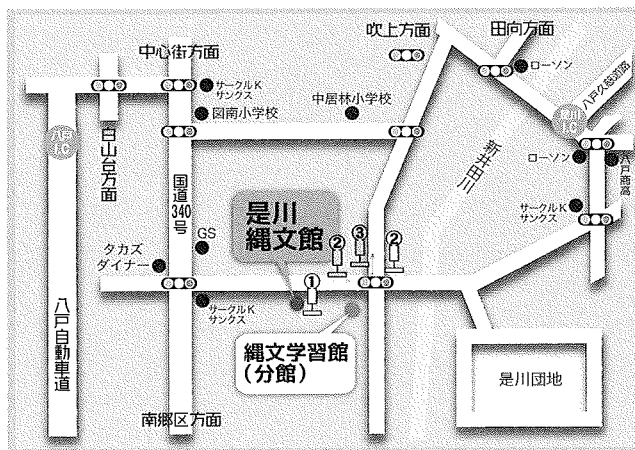 吹上方面
田向方面
中心街方面
ローソン
サークルK
サンクス
中居林小学校
八戸久慈道路
八戸
I.C
図南小学校
是川
I.C
白山台方面
新井田川
ローソン
八戸商高
国道340号
是川
縄文館
サークルK
サンクス
GS
タカズ
ダイナー
②
③
②
①
サークルK
サンクス
八戸自動車道
縄文学習館
(分館)
是川団地
南郷区方面